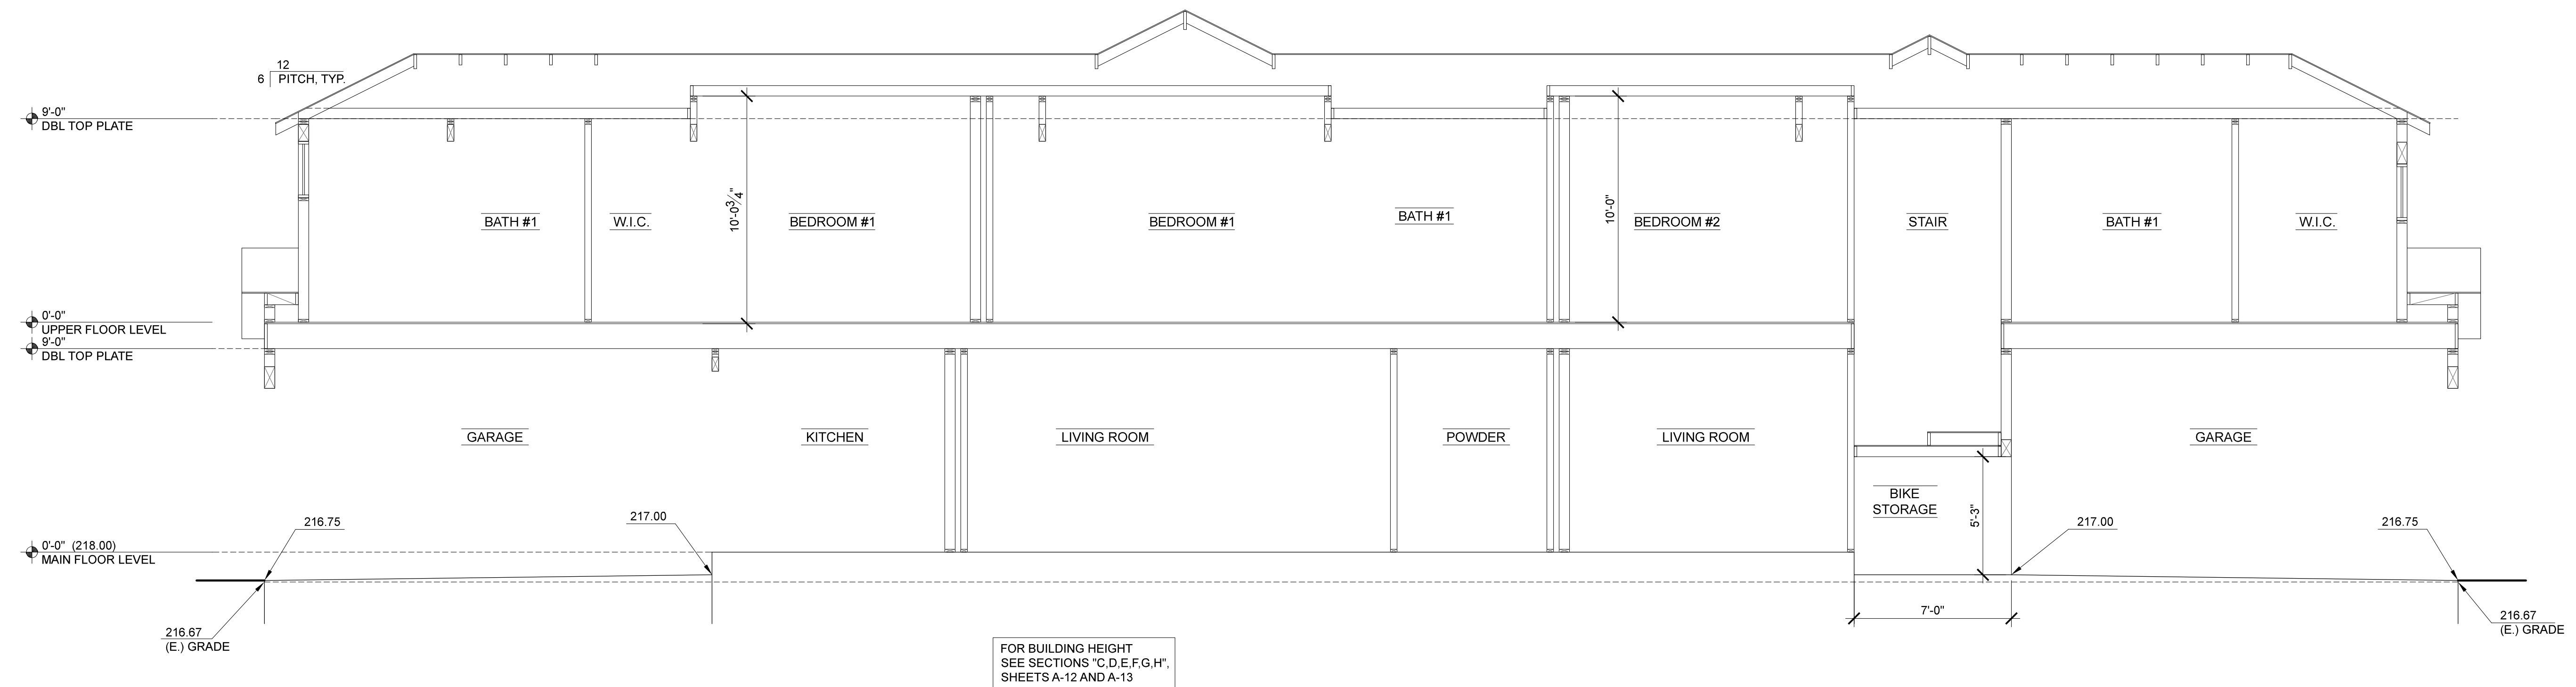 12
6 PITCH, TYP.
9'-0"
DBL TOP PLATE
10'-0 3/4"
10'-0"
BATH #1
W.I.C.
BEDROOM #1
BEDROOM #1
BATH #1
BEDROOM #2
STAIR
BATH #1
W.I.C.
0'-0"
UPPER FLOOR LEVEL
9'-0"
DBL TOP PLATE
GARAGE
KITCHEN
LIVING ROOM
POWDER
LIVING ROOM
GARAGE
BIKE
STORAGE
5'-3"
216.75
217.00
217.00
216.75
0'-0" (218.00)
MAIN FLOOR LEVEL
7'-0"
216.67
(E.) GRADE
216.67
(E.) GRADE
FOR BUILDING HEIGHT
SEE SECTIONS "C,D,E,F,G,H",
SHEETS A-12 AND A-13